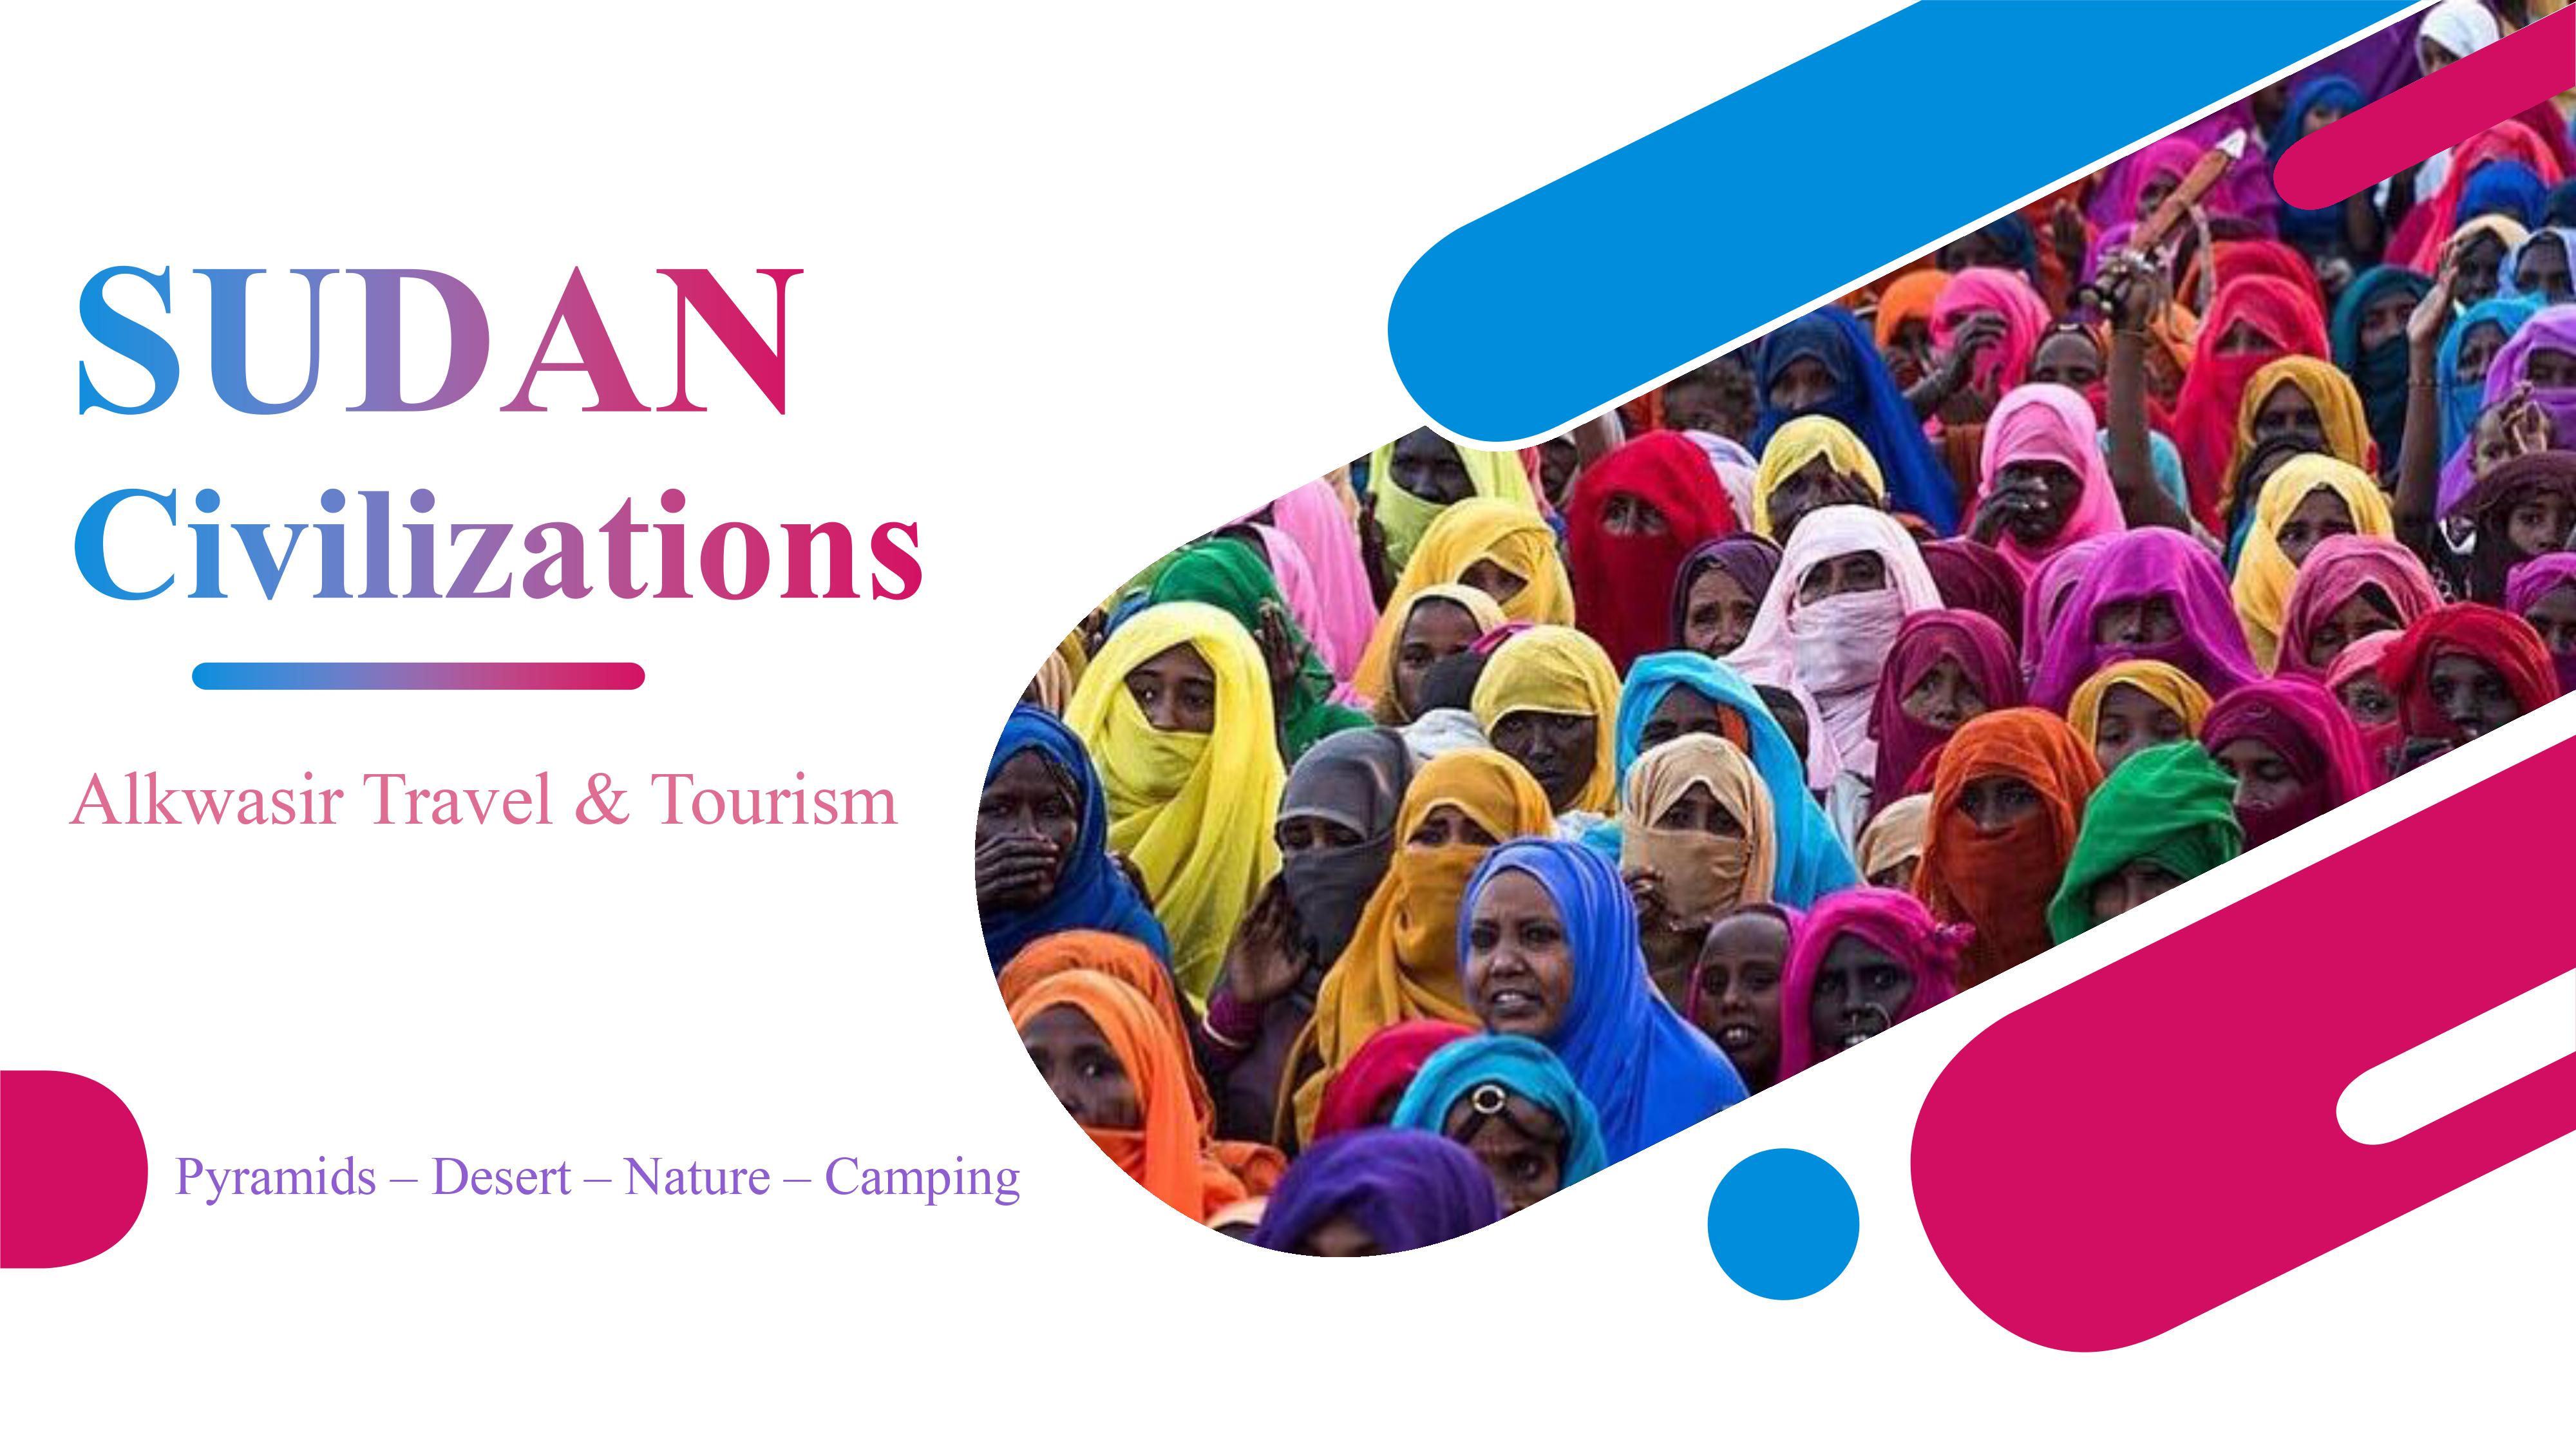 SUDAN
Civilizations
Alkwasir Travel & Tourism
Pyramids – Desert – Nature – Camping